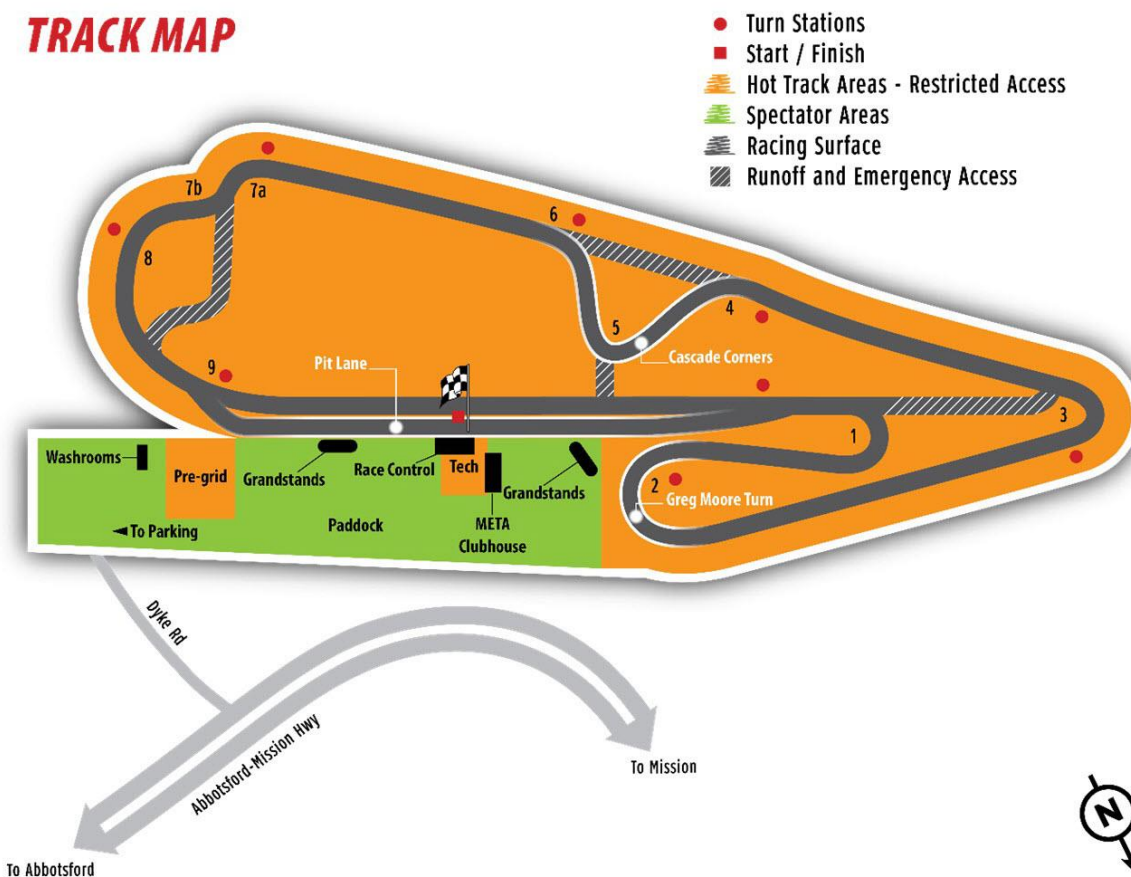 TRACK MAP
Turn Stations
Start / Finish
Hot Track Areas - Restricted Access
Spectator Areas
Racing Surface
Runoff and Emergency Access
7b
7a
6
8
5
4
Cascade Corners
9
Pit Lane
3
1
2
Greg Moore Turn
Washrooms
Pre-grid
Grandstands
Race Control
Tech
Grandstands
To Parking
Paddock
META
Clubhouse
Dyke Rd
Abbotsford-Mission Hwy
To Mission
To Abbotsford
N